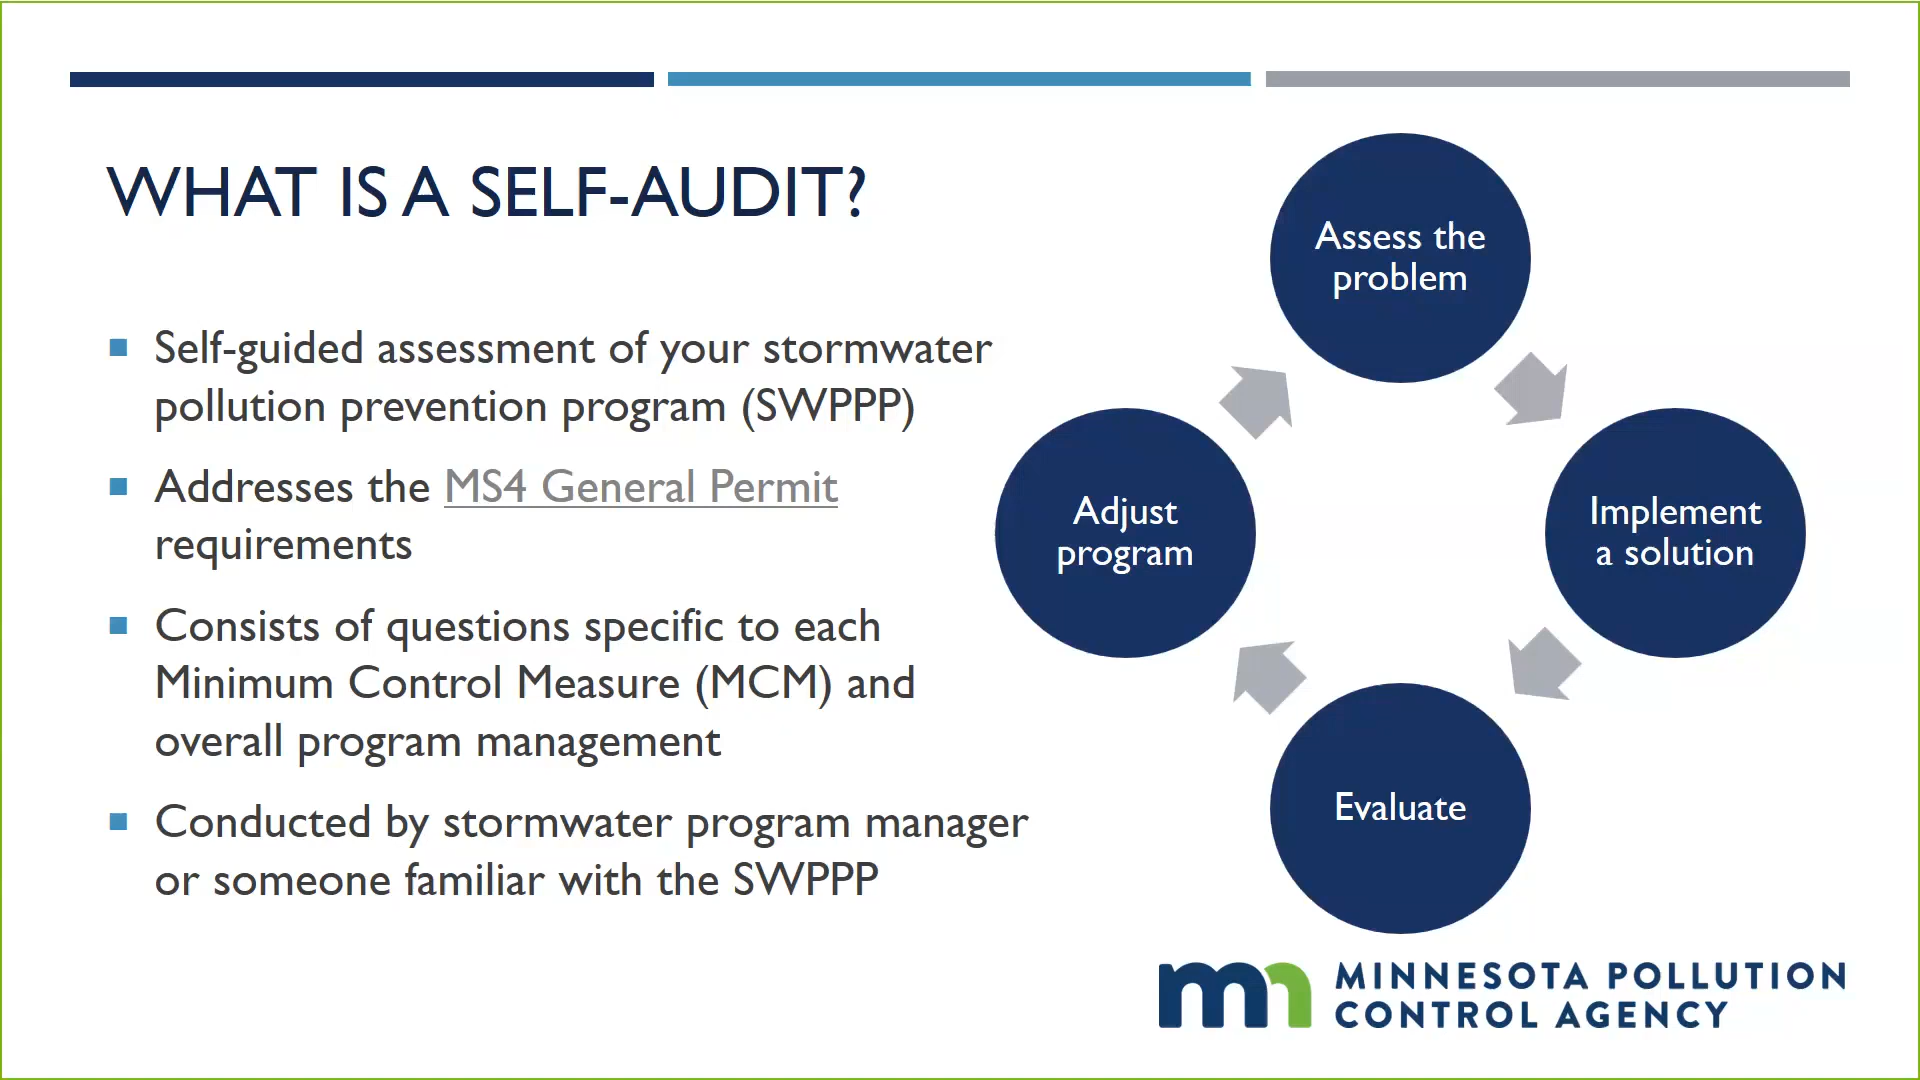 WHAT IS A SELF-AUDIT?
Self-guided assessment of your stormwater
pollution prevention program (SWPPP)
Addresses the MS4 General Permit
requirements
Consists of questions specific to each
Minimum Control Measure (MCM) and
overall program management
Conducted by stormwater program manager
or someone familiar with the SWPPP
Assess the
problem
Implement
a solution
Evaluate
Adjust
program
mn
MINNESOTA POLLUTION
CONTROL AGENCY